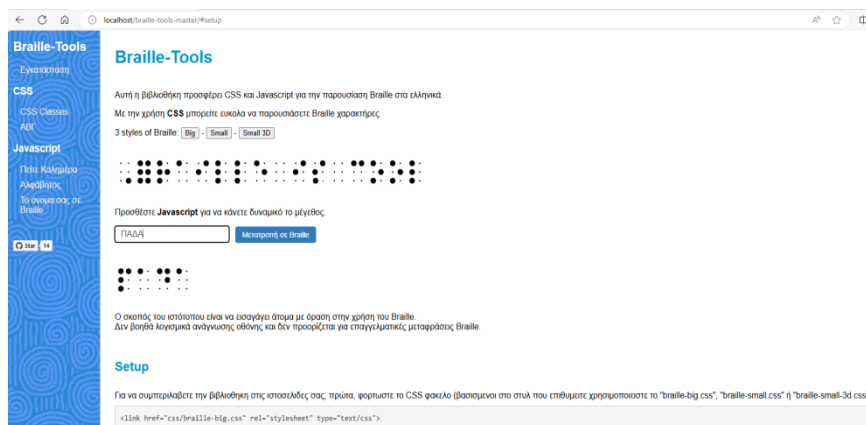 localhost/braille-tools-master/#setup
Braille-Tools
Εγκατάσταση
CSS
CSS Classes
ΑΒΓ
Javascript
Πείτε Καλημέρα
Αλφάβητος
Το όνομα σας σε
Braille
Star 14
Braille-Tools
Αυτή η βιβλιοθήκη προσφέρει CSS και Javascript για την παρουσίαση Braille στα ελληνικά.
Με την χρήση CSS μπορείτε ευκολα να παρουσιάσετε Braille χαρακτήρες.
3 styles of Braille: Big - Small - Small 3D
Προσθέστε Javascript για να κάνετε δυναμικό το μέγεθος.
ΠΑΔΑ Μετατροπή σε Braille
Ο σκοπός του ιστότοπου είναι να εισαγάγει άτομα με όραση στην χρήση του Braille.
Δεν βοηθά λογισμικά ανάγνωσης οθόνης και δεν προορίζεται για επαγγελματικές μεταφράσεις Braille.
Setup
Για να συμπεριλαβετε την βιβλιοθηκη στις ιστοσελιδες σας, πρώτα, φορτωστε το CSS φακελο (βασισμενοι στο στυλ που επιθυμειτε χρησιμοποιειστε το "braille-big.css", "braille-small.css" ή "braille-small-3d.css
<link href="css/braille-big.css" rel="stylesheet" type="text/css">